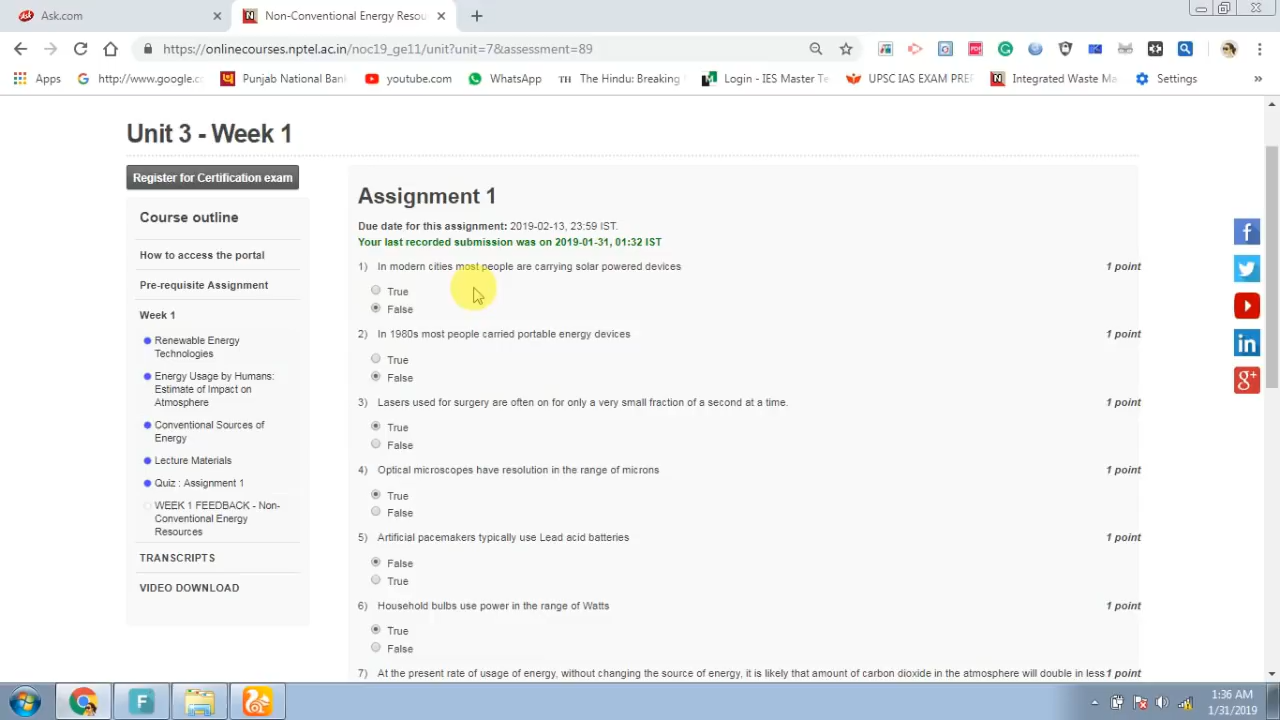 Ask.com
Non-Conventional Energy Resou
https://onlinecourses.nptel.ac.in/noc19_ge11/unit?unit=7&assessment=89
Apps
http://www.google.c
Punjab National Ban
youtube.com
WhatsApp
TH The Hindu: Breaking
Login - IES Master Te
UPSC IAS EXAM PREP
Integrated Waste Ma
Settings
Unit 3 - Week 1
Register for Certification exam
Course outline
How to access the portal
Pre-requisite Assignment
Week 1
Renewable Energy
Technologies
Energy Usage by Humans:
Estimate of Impact on
Atmosphere
Conventional Sources of
Energy
Lecture Materials
Quiz : Assignment 1
WEEK 1 FEEDBACK - Non-
Conventional Energy
Resources
TRANSCRIPTS
VIDEO DOWNLOAD
Assignment 1
Due date for this assignment: 2019-02-13, 23:59 IST.
Your last recorded submission was on 2019-01-31, 01:32 IST
1) In modern cities most people are carrying solar powered devices 1 point
True
False
2) In 1980s most people carried portable energy devices 1 point
True
False
3) Lasers used for surgery are often on for only a very small fraction of a second at a time. 1 point
True
False
4) Optical microscopes have resolution in the range of microns 1 point
True
False
5) Artificial pacemakers typically use Lead acid batteries 1 point
False
True
6) Household bulbs use power in the range of Watts 1 point
True
False
7) At the present rate of usage of energy, without changing the source of energy, it is likely that amount of carbon dioxide in the atmosphere will double in less 1 point
1:36 AM
1/31/2019